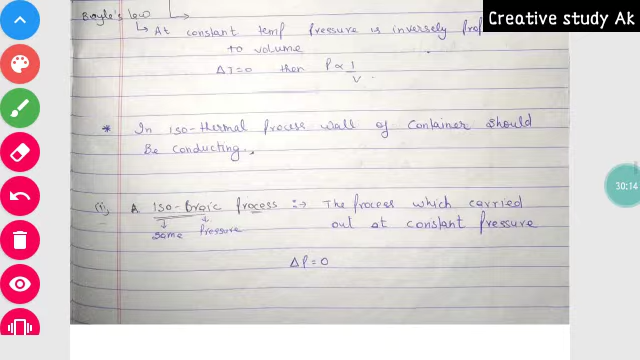 Creative study Ak
Boyle's law
At constant temp Pressure is inversely
to volume
ΔT=0 then P ∝ 1/V
* In iso-thermal process wall of container should
Be conducting.
(ii) A. Iso-Braic process :→ The process which carried
Same Pressure out at constant pressure
ΔP=0
30:14